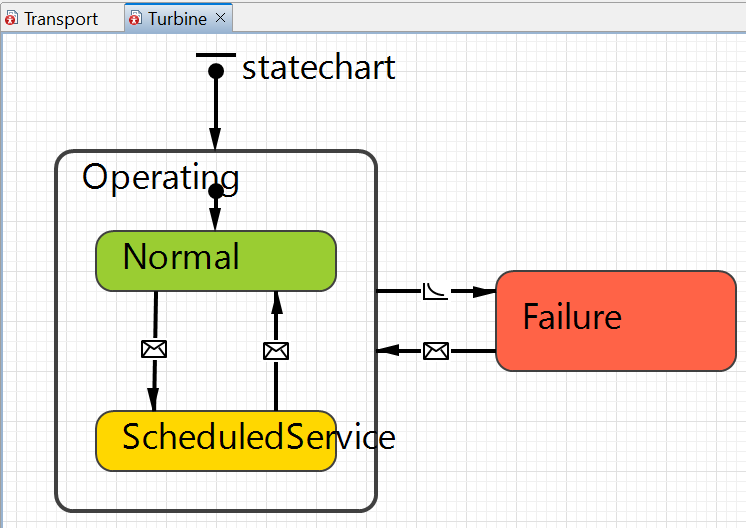 Transport
Turbine
statechart
Operating
Normal
Failure
ScheduledService